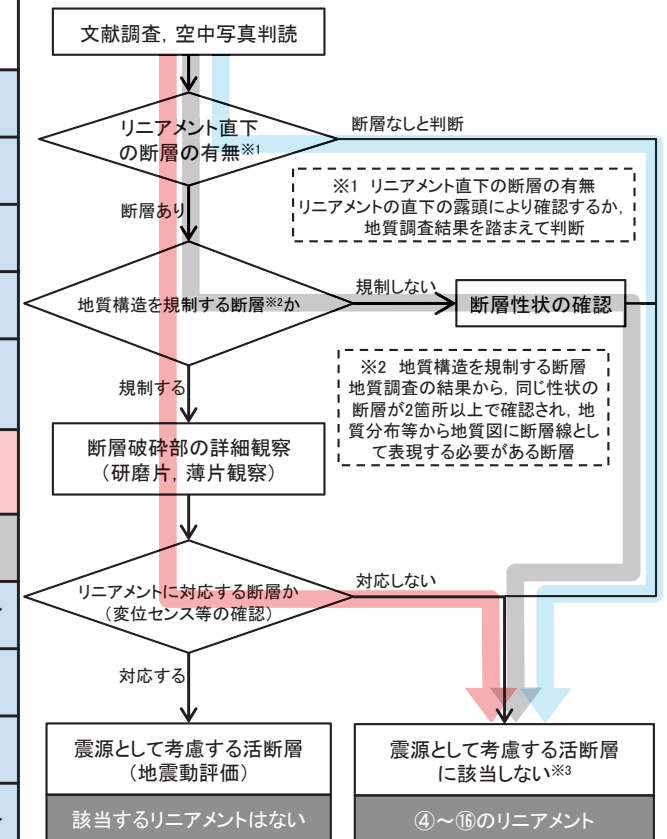 文献調査，空中写真判読
リニアメント直下
の断層の有無※1
断層なしと判断
※1 リニアメント直下の断層の有無
リニアメントの直下の露頭により確認するか，
地質調査結果を踏まえて判断
断層あり
地質構造を規制する断層※2か
規制しない
断層性状の確認
※2 地質構造を規制する断層
地質調査の結果から，同じ性状の
断層が2箇所以上で確認され，地
質分布等から地質図に断層線とし
て表現する必要がある断層
規制する
断層破砕部の詳細観察
（研磨片，薄片観察）
リニアメントに対応する断層か
（変位センス等の確認）
対応しない
対応する
震源として考慮する活断層
（地震動評価）
該当するリニアメントはない
震源として考慮する活断層
に該当しない※3
④～⑯のリニアメント